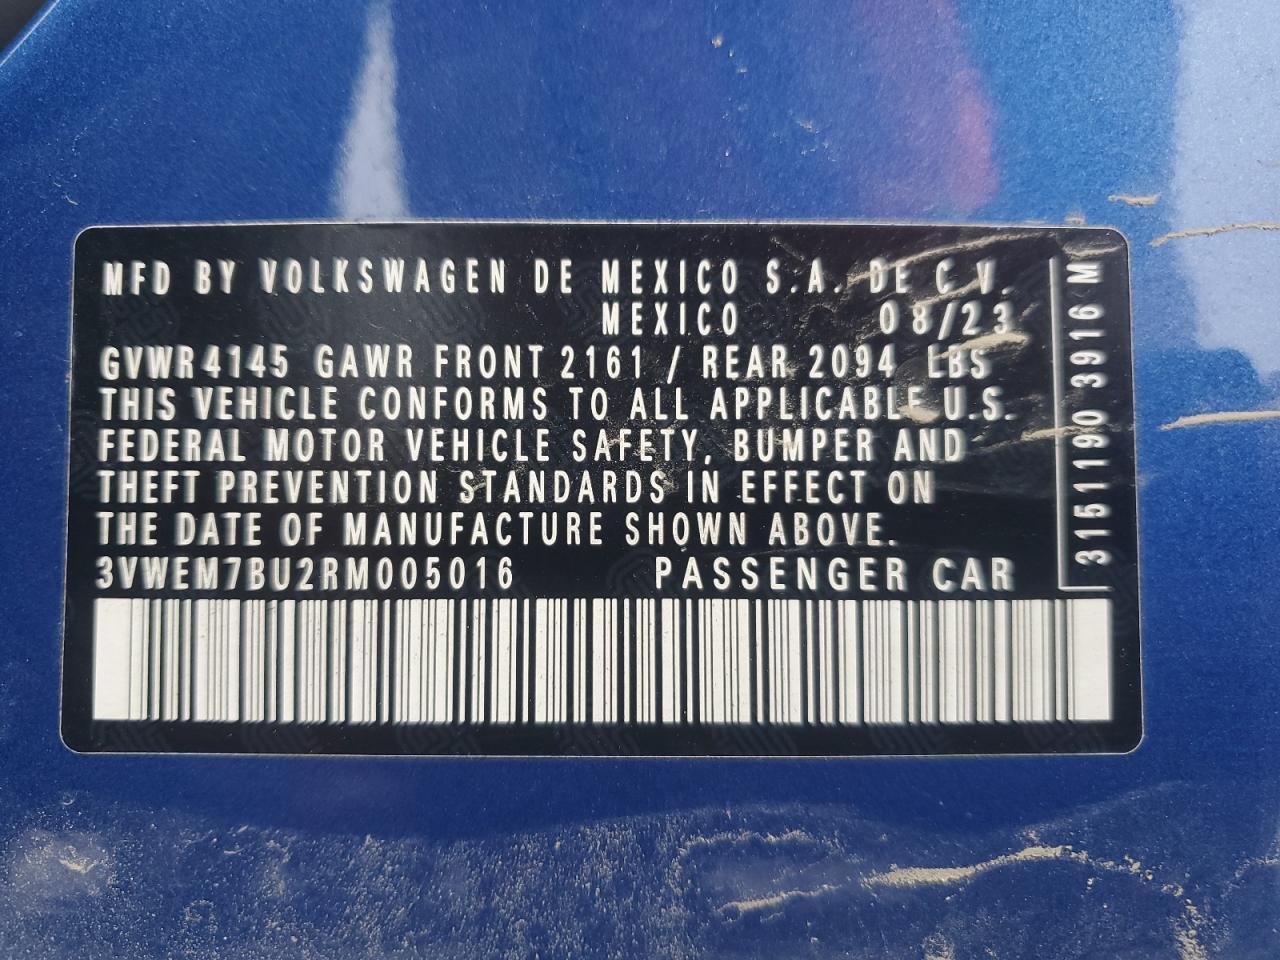 MFD BY VOLKSWAGEN DE MEXICO S.A. DE C.V.
MEXICO 08/23
GVWR 4145 GAWR FRONT 2161 / REAR 2094 LBS
THIS VEHICLE CONFORMS TO ALL APPLICABLE U.S.
FEDERAL MOTOR VEHICLE SAFETY, BUMPER AND
THEFT PREVENTION STANDARDS IN EFFECT ON
THE DATE OF MANUFACTURE SHOWN ABOVE.
3VWEM7BU2RM005016 PASSENGER CAR
3151190 3916 M